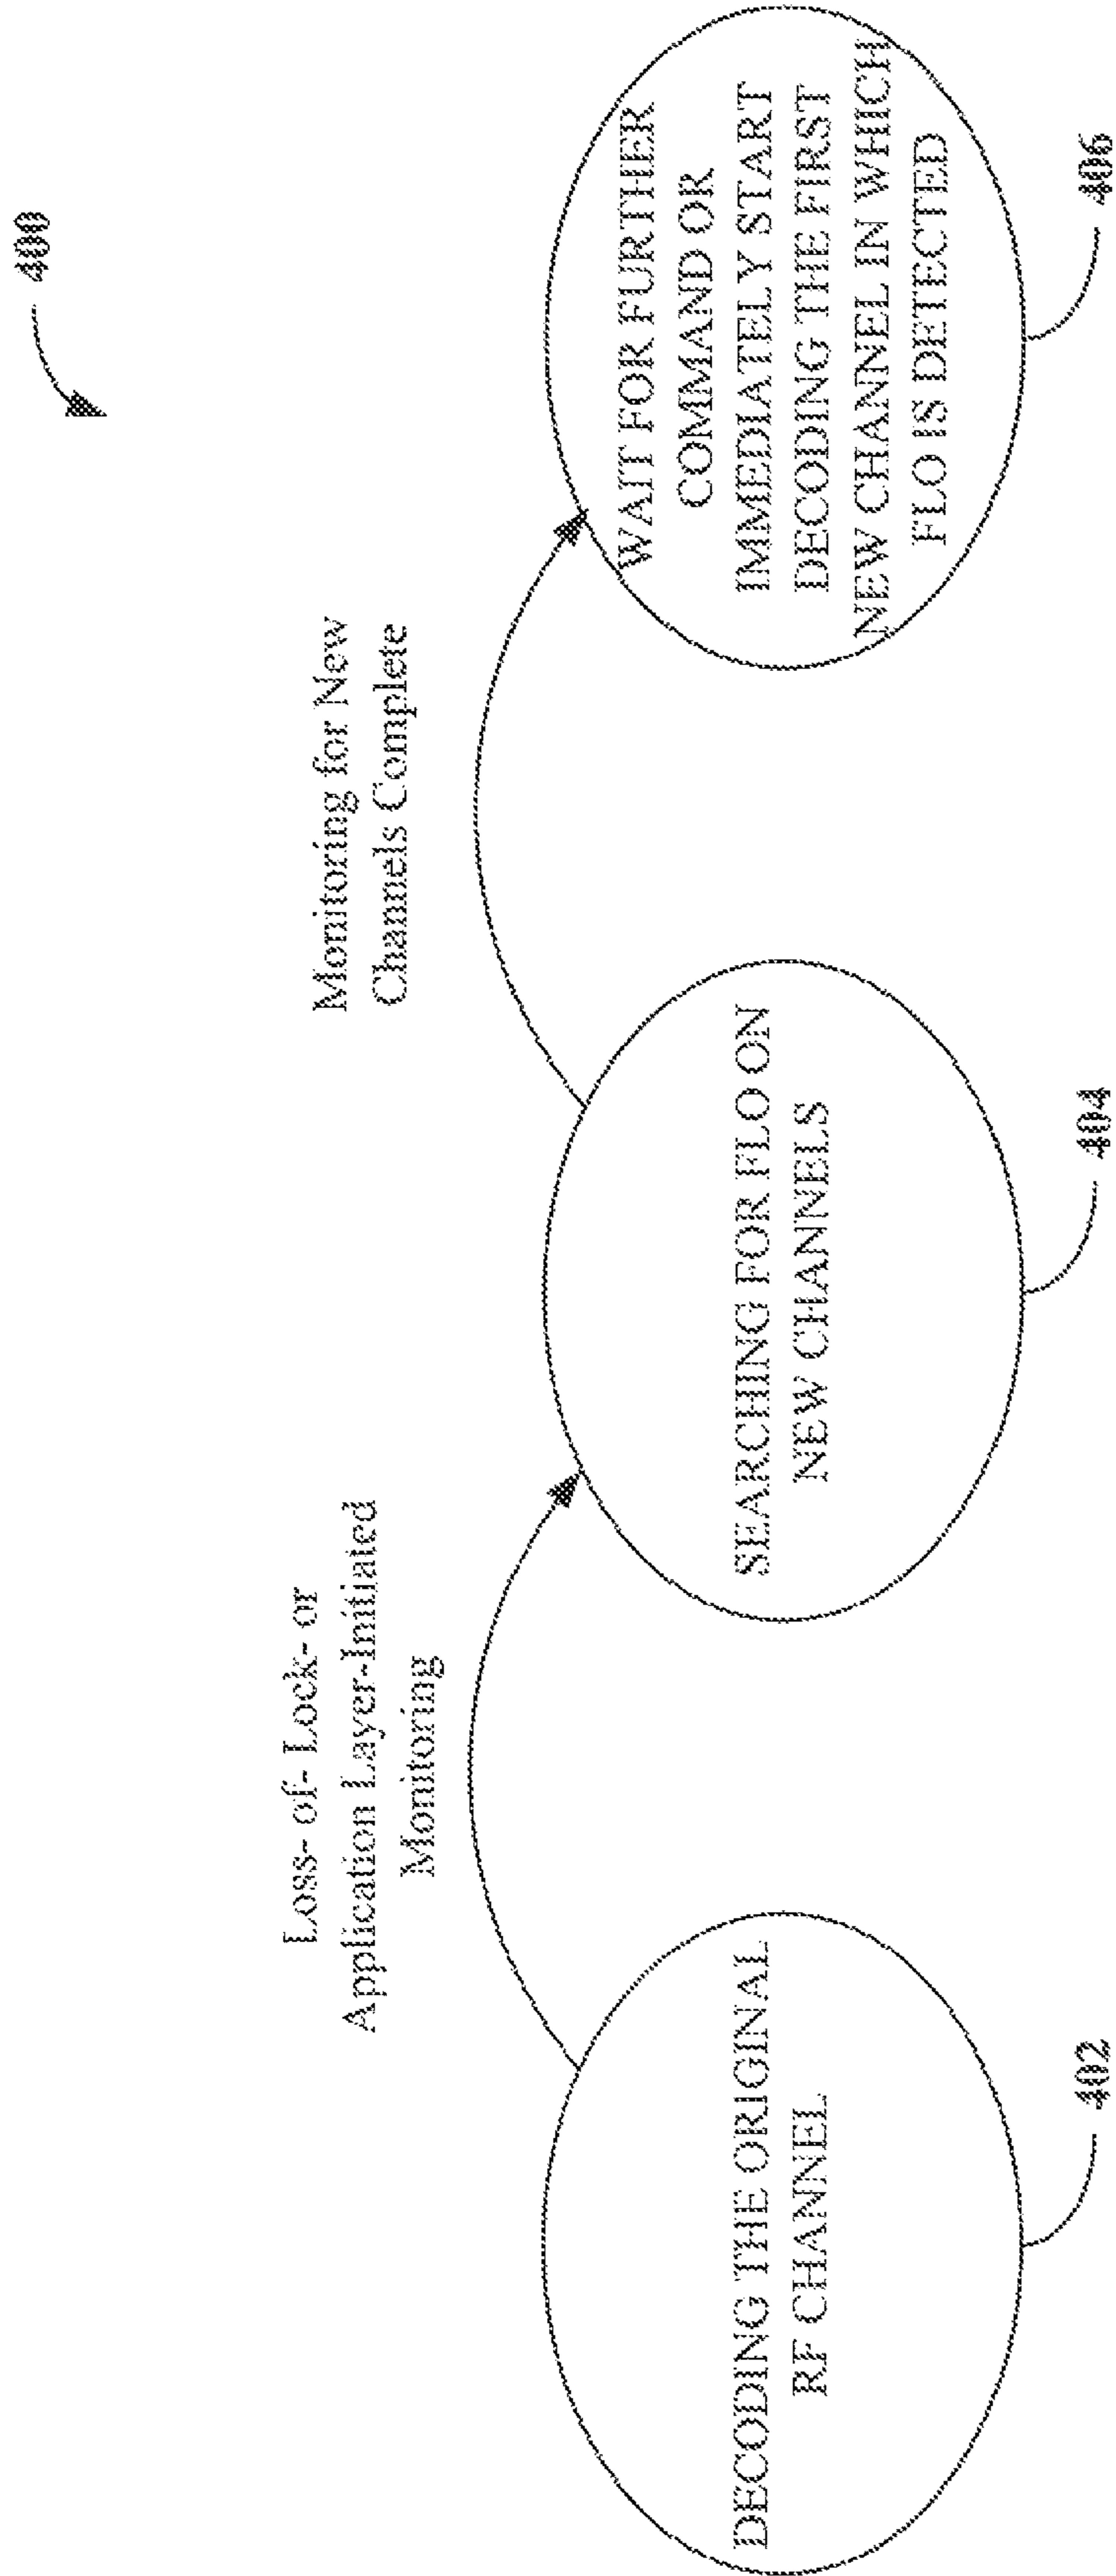 400
Loss- of- Lock- or
Application Layer-Initiated
Monitoring
Monitoring for New
Channels Complete
DECODING THE ORIGINAL
RF CHANNEL
402
SEARCHING FOR FLO ON
NEW CHANNELS
404
WAIT FOR FURTHER
COMMAND OR
IMMEDIATELY START
DECODING THE FIRST
NEW CHANNEL IN WHICH
FLO IS DETECTED
406